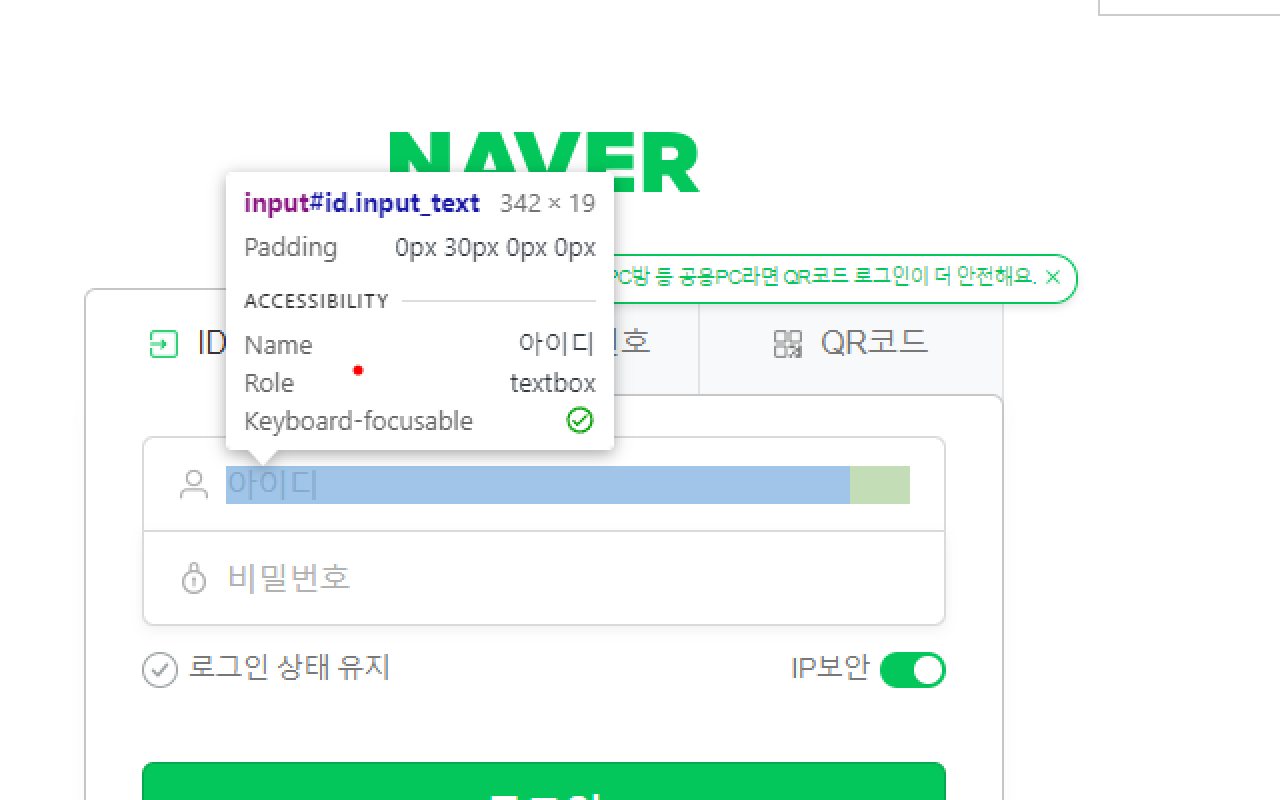 NAVER
input#id.input_text 342 × 19
Padding 0px 30px 0px 0px
PC방 등 공용PC라면 QR코드 로그인이 더 안전해요.
ACCESSIBILITY
ID
Name 아이디
호
QR코드
Role textbox
Keyboard-focusable
아이디
비밀번호
로그인 상태 유지
IP보안